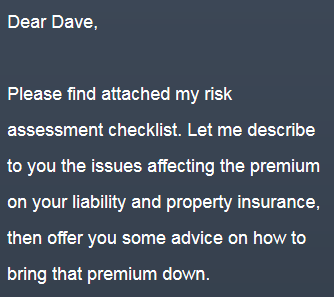 Dear Dave,
Please find attached my risk
assessment checklist. Let me describe
to you the issues affecting the premium
on your liability and property insurance,
then offer you some advice on how to
bring that premium down.